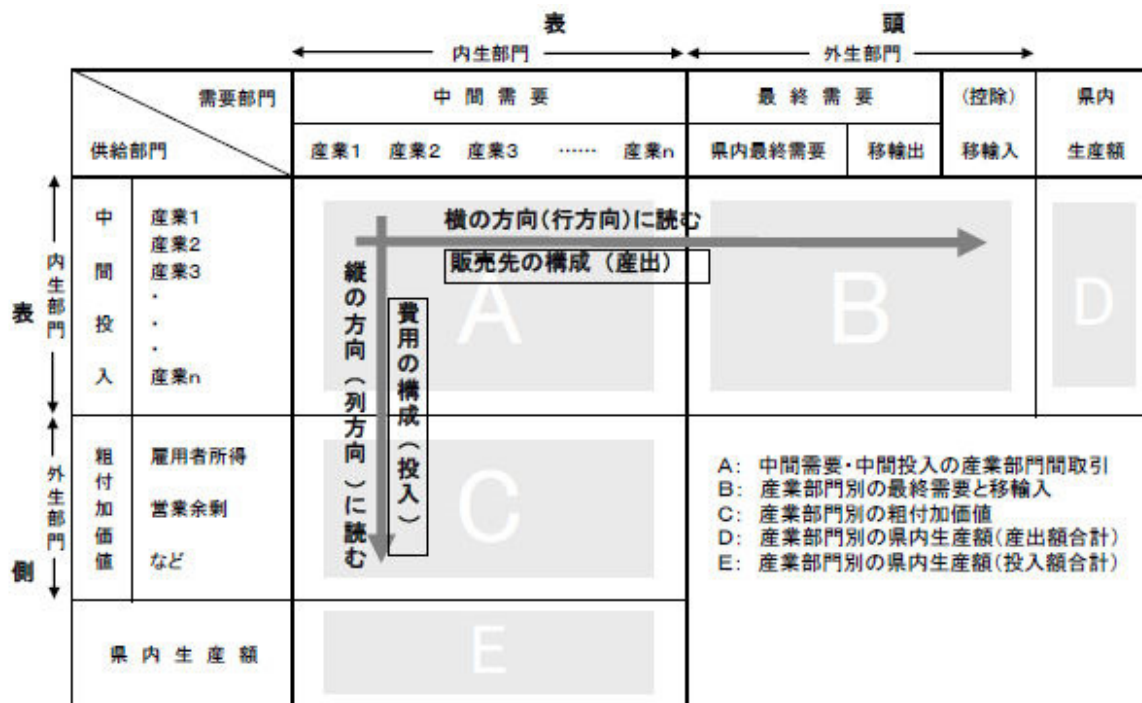 表 頭
内生部門 外生部門
需要部門 中間需要 最終需要 (控除) 県内
供給部門 産業1 産業2 産業3 …… 産業n 県内最終需要 移輸出 移輸入 生産額
表
側
内生部門
外生部門
中間投入
産業1
産業2
産業3
・
・
・
産業n
横の方向(行方向)に読む
販売先の構成(産出)
縦の方向(列方向)に読む
費用の構成(投入)
A
B
D
粗付加価値
雇用者所得
営業余剰
など
C
県内生産額
E
A: 中間需要・中間投入の産業部門間取引
B: 産業部門別の最終需要と移輸入
C: 産業部門別の粗付加価値
D: 産業部門別の県内生産額(産出額合計)
E: 産業部門別の県内生産額(投入額合計)